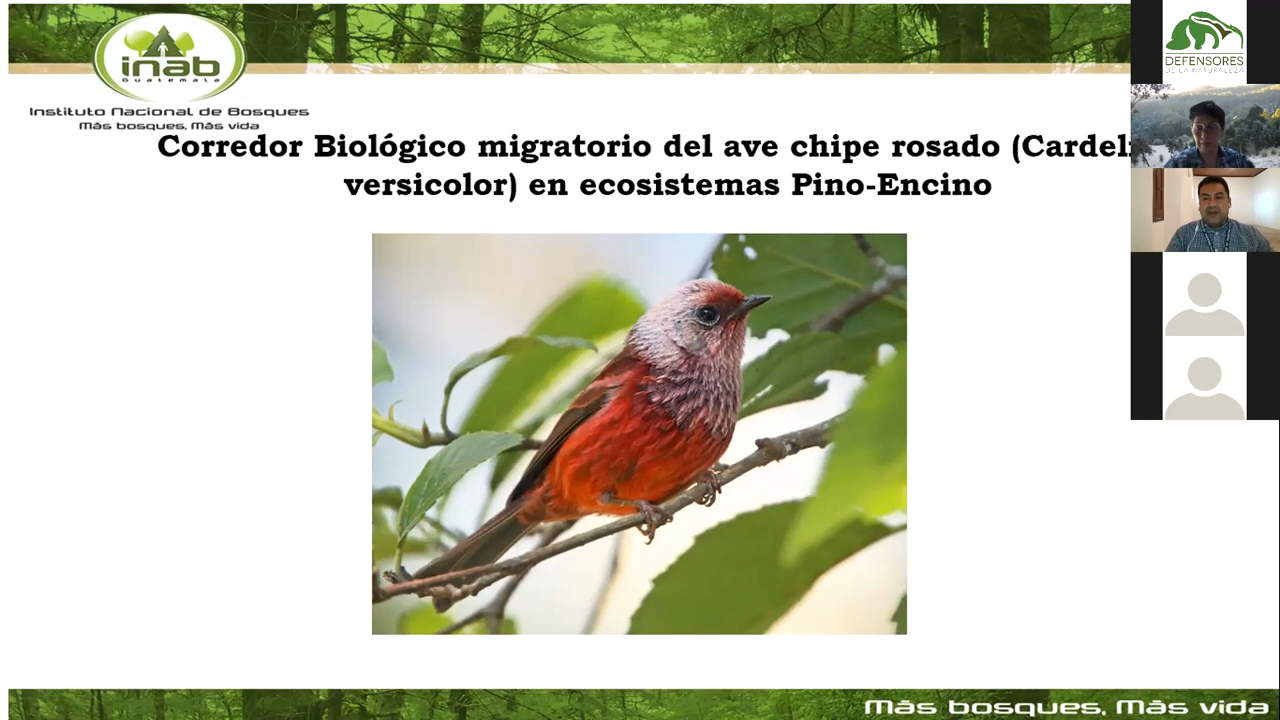 inab
Guatemala
Instituto Nacional de Bosques
Más bosques, Más vida
Corredor Biológico migratorio del ave chipe rosado (Cardel
versicolor) en ecosistemas Pino-Encino
DEFENSORES
DE LA NATURALEZA
Más bosques, Más vida